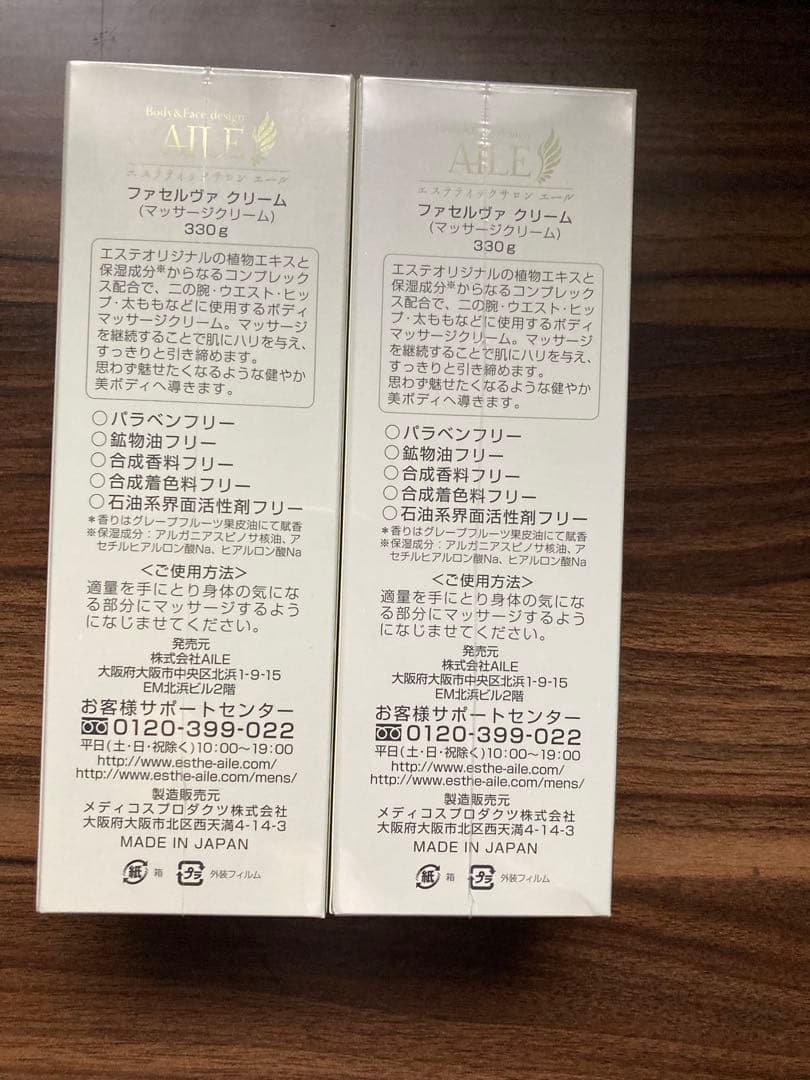 Body&Face design
AILE
エステティックサロン エール
ファセルヴァ クリーム
(マッサージクリーム)
330g
エステオリジナルの植物エキスと
保湿成分※からなるコンプレック
ス配合で、二の腕・ウエスト・ヒッ
プ・太ももなどに使用するボディ
マッサージクリーム。マッサージ
を継続することで肌にハリを与え、
すっきりと引き締めます。
思わず魅せたくなるような健やか
美ボディへ導きます。
○パラベンフリー
○鉱物油フリー
○合成香料フリー
○合成着色料フリー
○石油系界面活性剤フリー
＊香りはグレープフルーツ果皮油にて賦香
※保湿成分：アルガニアスピノサ核油、ア
セチルヒアルロン酸Na、ヒアルロン酸Na
＜ご使用方法＞
適量を手にとり身体の気にな
る部分にマッサージするよう
になじませてください。
発売元
株式会社AILE
大阪府大阪市中央区北浜1-9-15
EM北浜ビル2階
お客様サポートセンター
0120-399-022
平日(土・日・祝除く)10:00〜19:00
http://www.esthe-aile.com/
http://www.esthe-aile.com/mens/
製造販売元
メディコスプロダクツ株式会社
大阪府大阪市北区西天満4-14-3
MADE IN JAPAN
紙 箱 プラ 外装フィルム
AILE
エステティックサロン エール
ファセルヴァ クリーム
(マッサージクリーム)
330g
エステオリジナルの植物エキスと
保湿成分※からなるコンプレック
ス配合で、二の腕・ウエスト・ヒッ
プ・太ももなどに使用するボディ
マッサージクリーム。マッサージ
を継続することで肌にハリを与え、
すっきりと引き締めます。
思わず魅せたくなるような健やか
美ボディへ導きます。
○パラベンフリー
○鉱物油フリー
○合成香料フリー
○合成着色料フリー
○石油系界面活性剤フリー
＊香りはグレープフルーツ果皮油にて賦香
※保湿成分：アルガニアスピノサ核油、ア
セチルヒアルロン酸Na、ヒアルロン酸Na
＜ご使用方法＞
適量を手にとり身体の気にな
る部分にマッサージするよう
になじませてください。
発売元
株式会社AILE
大阪府大阪市中央区北浜1-9-15
EM北浜ビル2階
お客様サポートセンター
0120-399-022
平日(土・日・祝除く)10:00〜19:00
http://www.esthe-aile.com/
http://www.esthe-aile.com/mens/
製造販売元
メディコスプロダクツ株式会社
大阪府大阪市北区西天満4-14-3
MADE IN JAPAN
紙 箱 プラ 外装フィルム